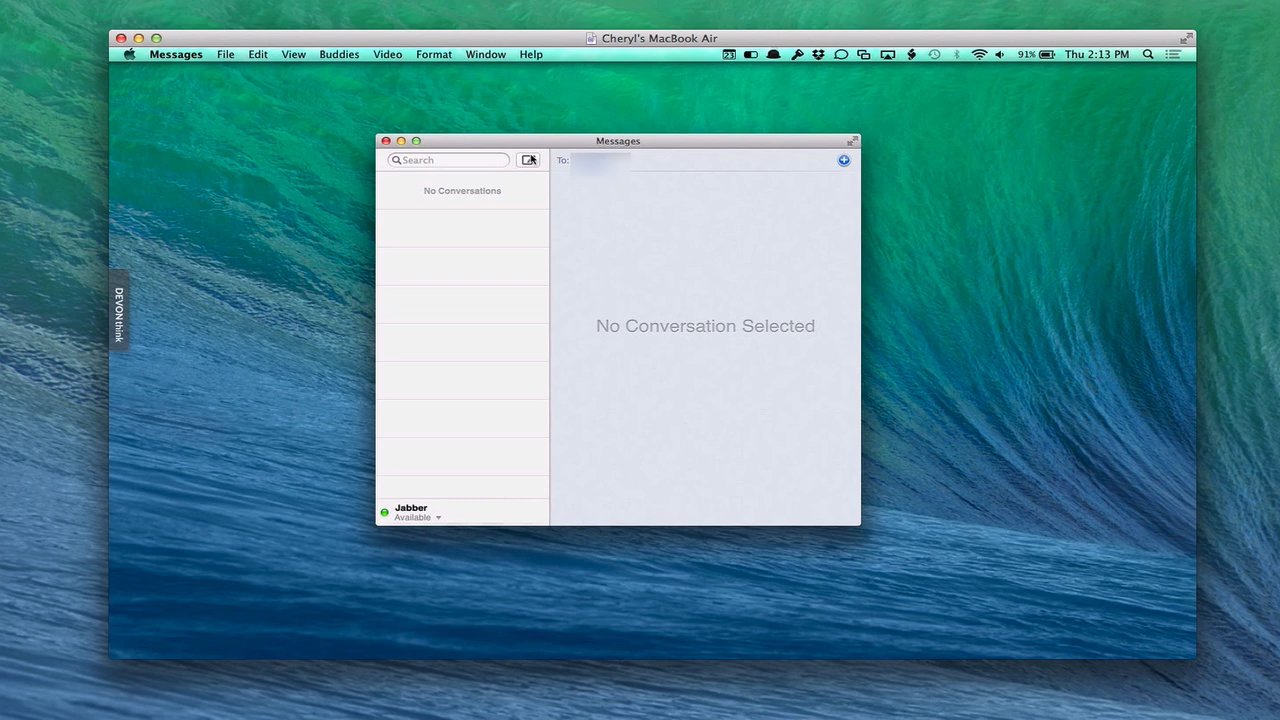 Cheryl's MacBook Air
Messages File Edit View Buddies Video Format Window Help
23 91% Thu 2:13 PM
Messages
Search
To:
No Conversations
No Conversation Selected
DEVONthink
Jabber
Available